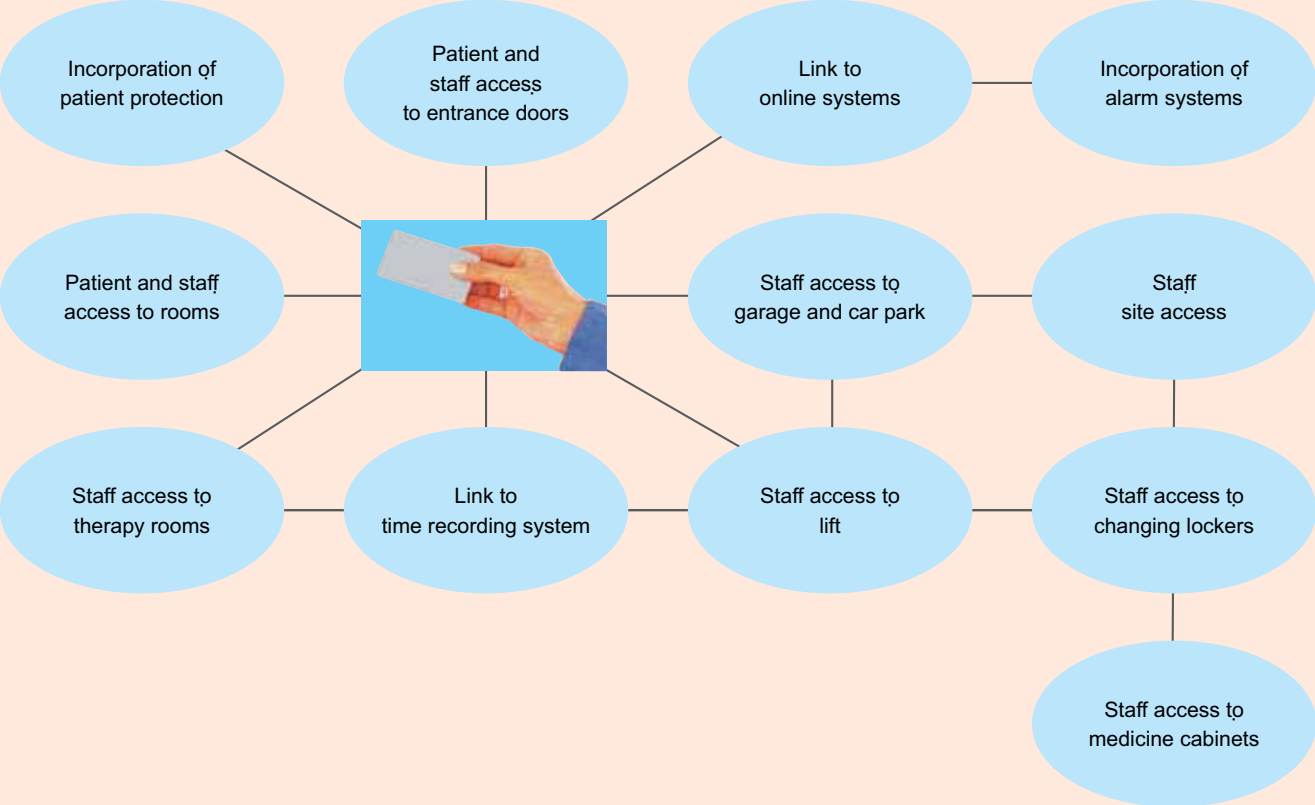 Incorporation of
patient protection
Patient and
staff access
to entrance doors
Link to
online systems
Incorporation of
alarm systems
Patient and staff
access to rooms
Staff access to
garage and car park
Staff
site access
Staff access to
therapy rooms
Link to
time recording system
Staff access to
lift
Staff access to
changing lockers
Staff access to
medicine cabinets